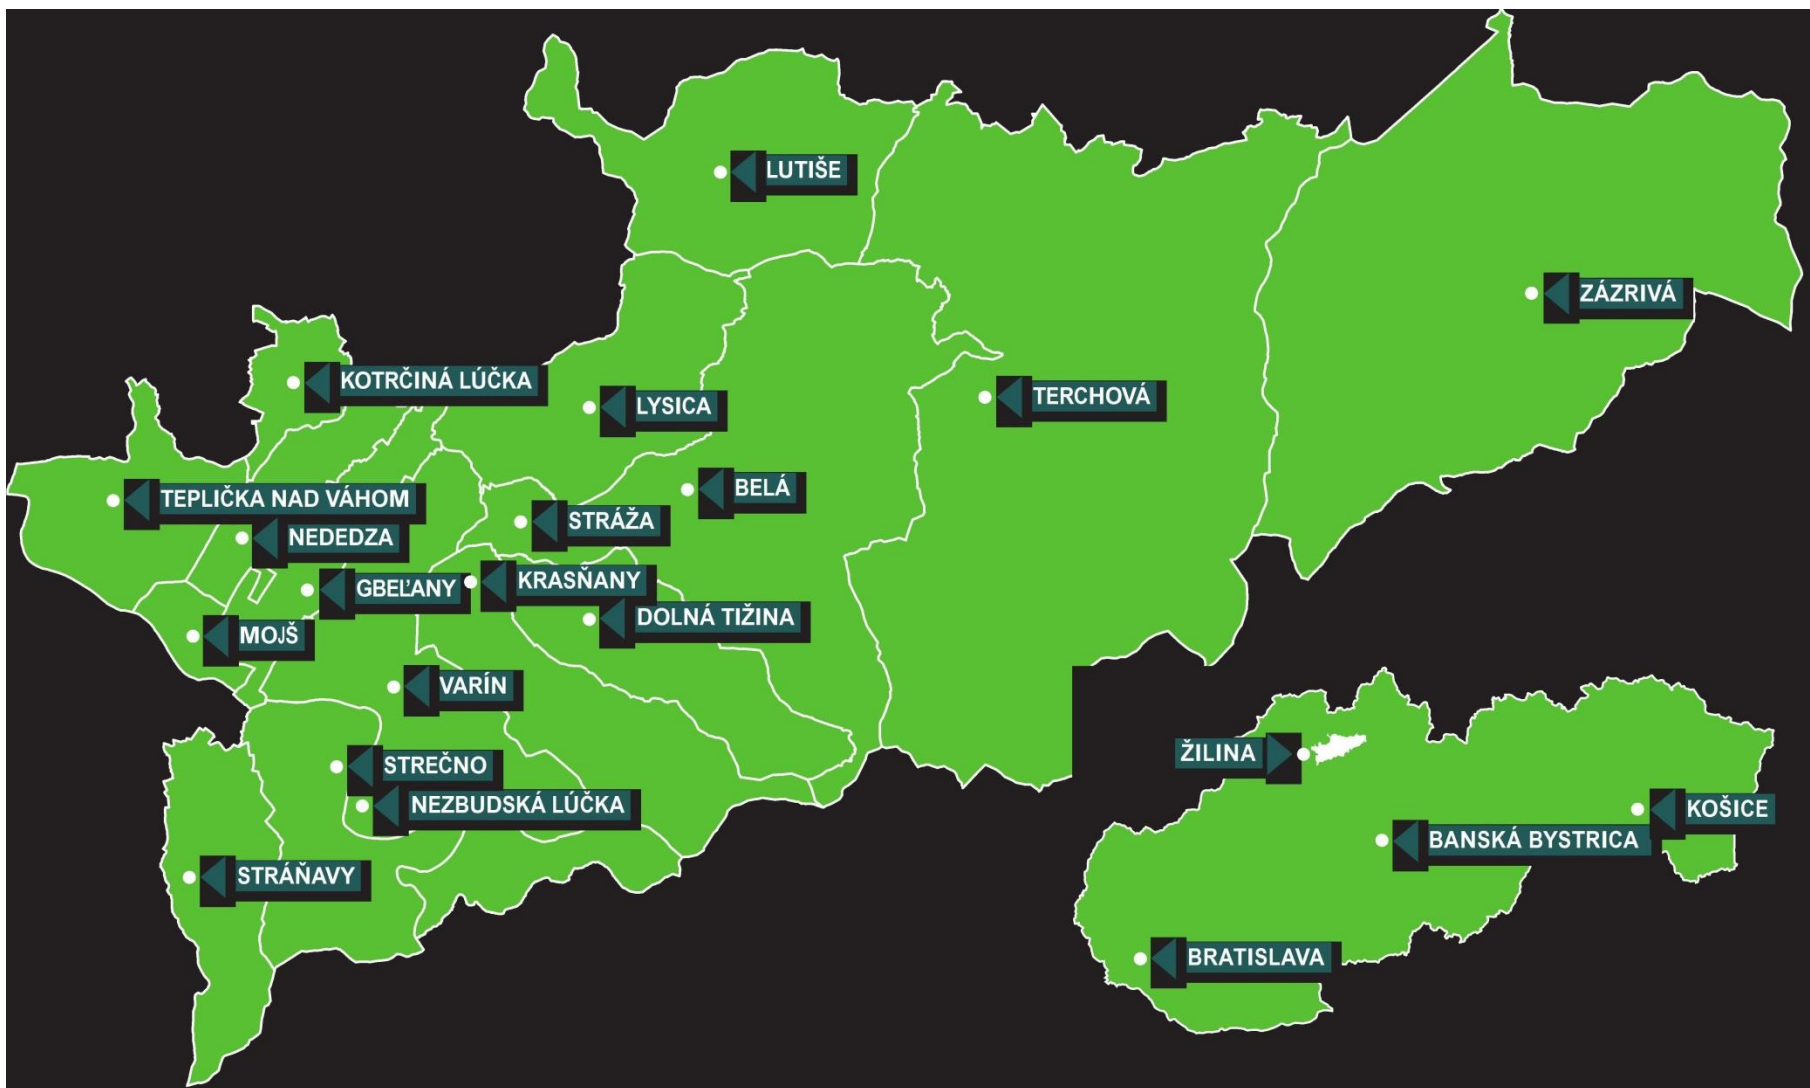 LUTIŠE
ZÁZRIVÁ
KOTRČINÁ LÚČKA
LYSICA
TERCHOVÁ
TEPLIČKA NAD VÁHOM
BELÁ
STRÁŽA
NEDEDZA
KRASŇANY
GBEĽANY
DOLNÁ TIŽINA
MOJŠ
VARÍN
STREČNO
NEZBUDSKÁ LÚČKA
STRÁŇAVY
ŽILINA
KOŠICE
BANSKÁ BYSTRICA
BRATISLAVA